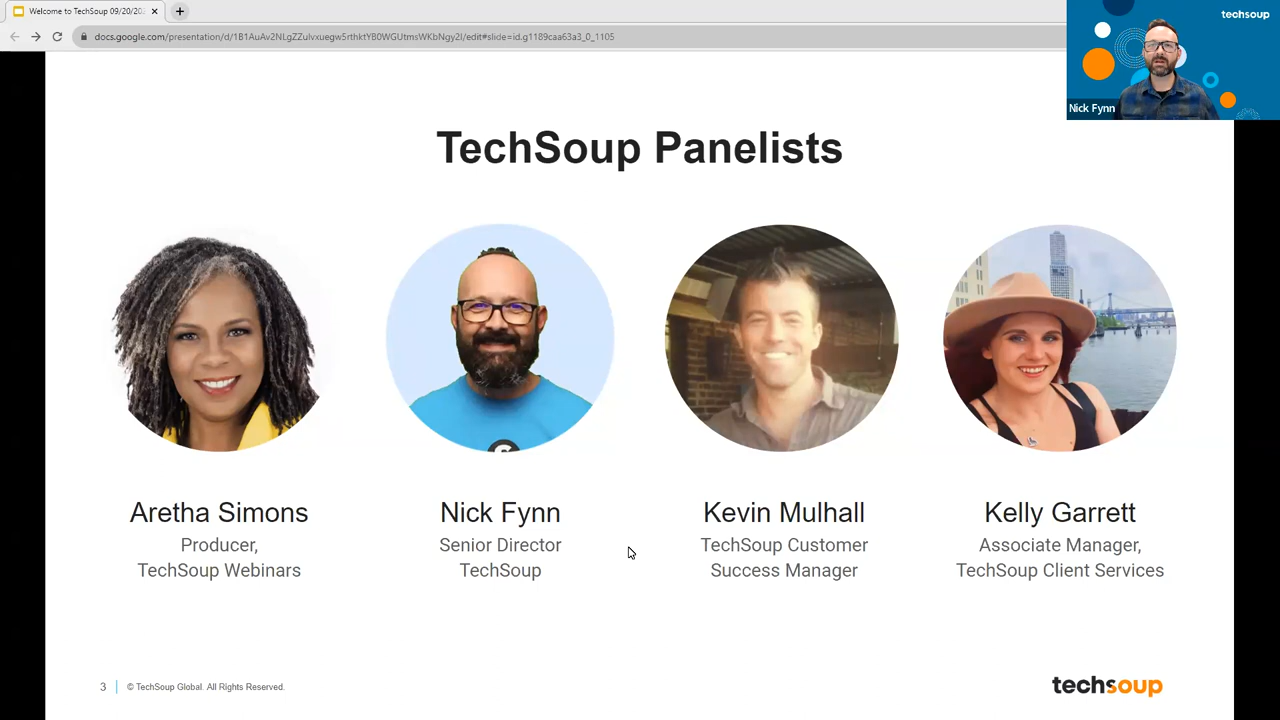 Welcome to TechSoup 09/20/20
docs.google.com/presentation/d/1B1AuAv2NLgZZulvxuegw5rthktYB0WGUtmsWKbNgy2I/edit#slide=id.g1189caa63a3_0_1105
techsoup
Nick Fynn
TechSoup Panelists
Aretha Simons
Producer,
TechSoup Webinars
Nick Fynn
Senior Director
TechSoup
Kevin Mulhall
TechSoup Customer
Success Manager
Kelly Garrett
Associate Manager,
TechSoup Client Services
3
© TechSoup Global. All Rights Reserved.
techsoup